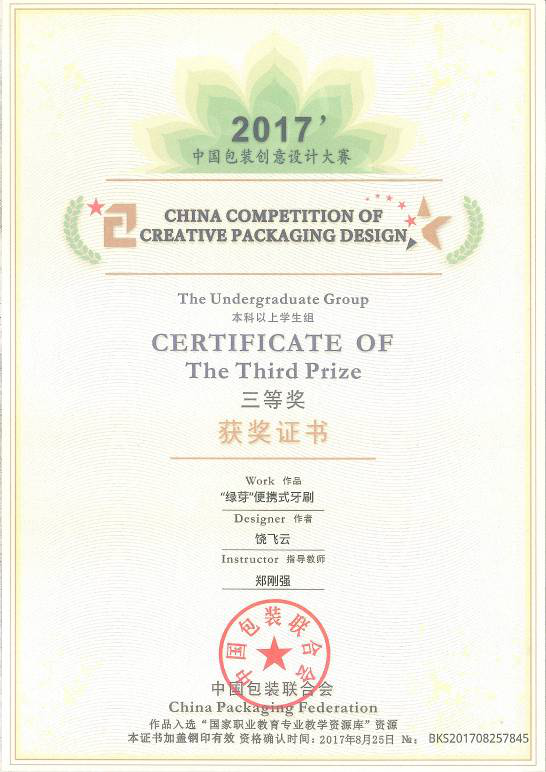 2017’
中国包装创意设计大赛
CHINA COMPETITION OF
CREATIVE PACKAGING DESIGN
The Undergraduate Group
本科以上学生组
CERTIFICATE OF
The Third Prize
三等奖
获奖证书
Work 作品
“绿芽”便携式牙刷
Designer 作者
饶飞云
Instructor 指导教师
郑刚强
中国包装联合会
中国包装联合会
China Packaging Federation
作品入选“国家职业教育专业教学资源库”资源
本证书加盖钢印有效 资格确认时间：2017年8月25日 №： BKS201708257845